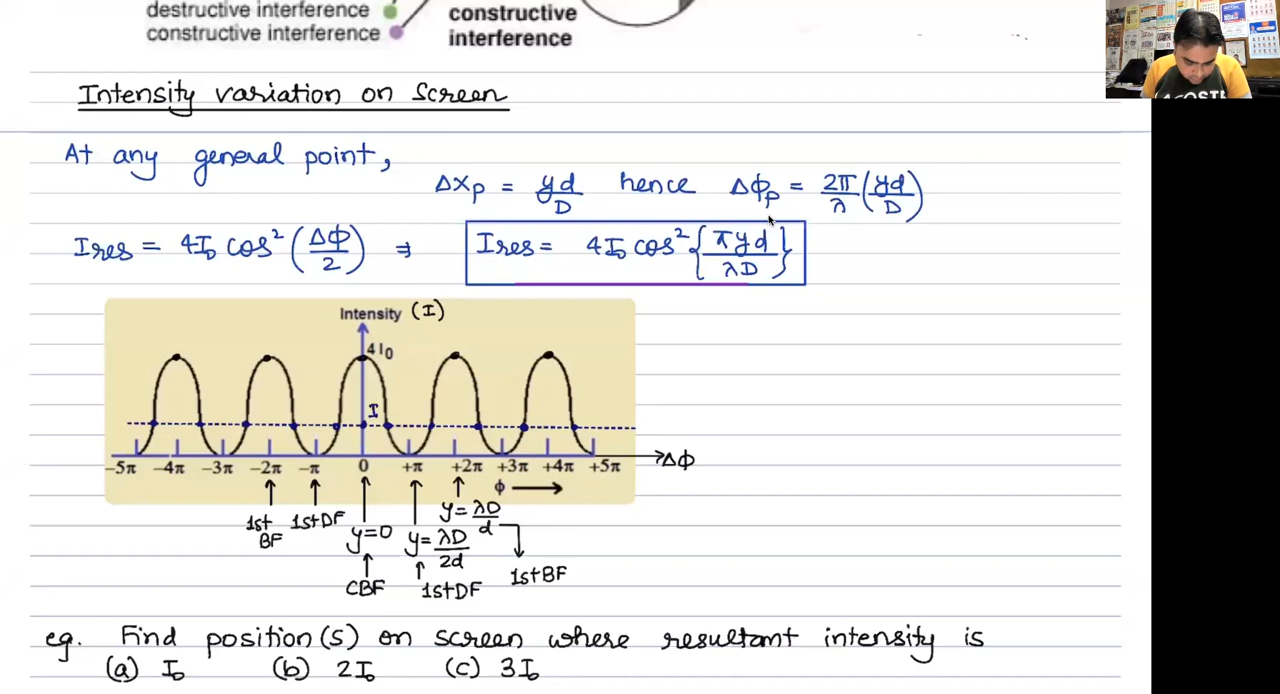 destructive interference
constructive interference
constructive
interference
Intensity variation on Screen
At any general point,
Δxp = yd/D hence Δφp = 2π/λ (yd/D)
Ires = 4I₀ cos² (Δφ/2) ⇒ Ires = 4I₀ cos² {πyd/λD}
Intensity (I)
4I₀
I
−5π −4π −3π −2π −π 0 +π +2π +3π +4π +5π → Δφ
φ →
1st BF
1st DF
y=0
CBF
y = λD/2d
1st DF
y = λD/d
1st BF
eg. Find position(s) on screen where resultant intensity is
(a) I₀ (b) 2I₀ (c) 3I₀